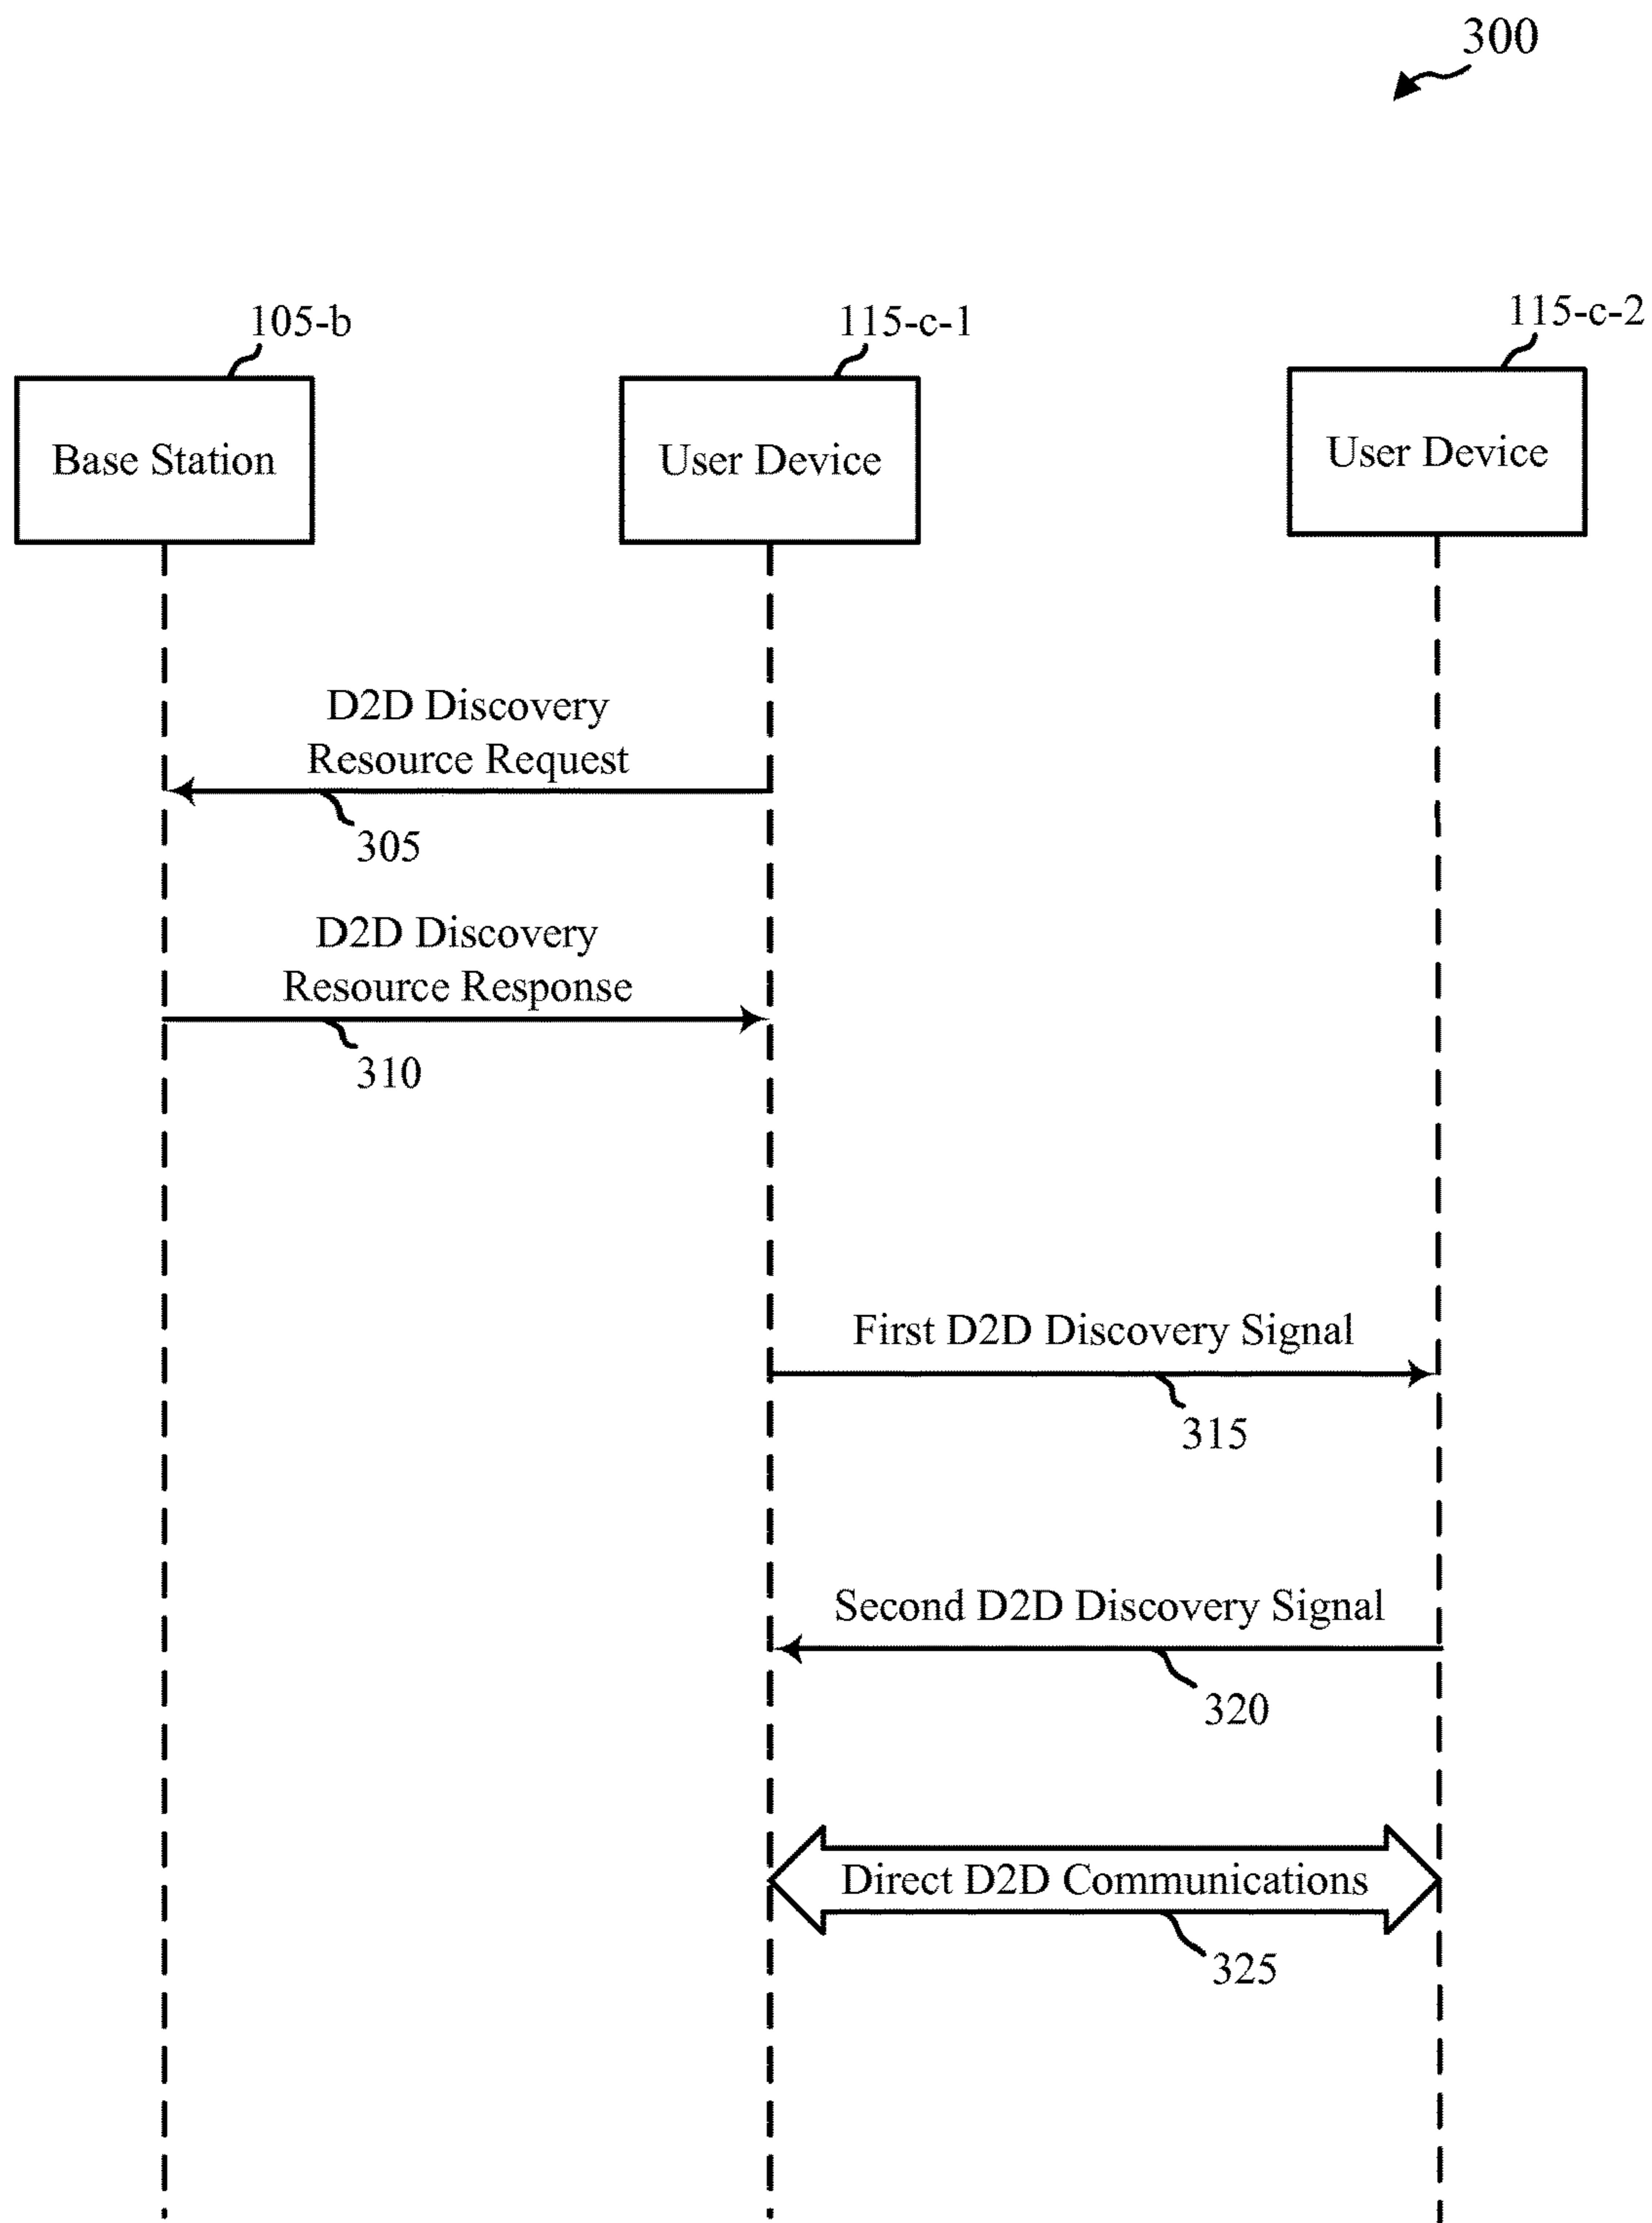 300
105-b
115-c-1
115-c-2
Base Station
User Device
User Device
D2D Discovery
Resource Request
305
D2D Discovery
Resource Response
310
First D2D Discovery Signal
315
Second D2D Discovery Signal
320
Direct D2D Communications
325